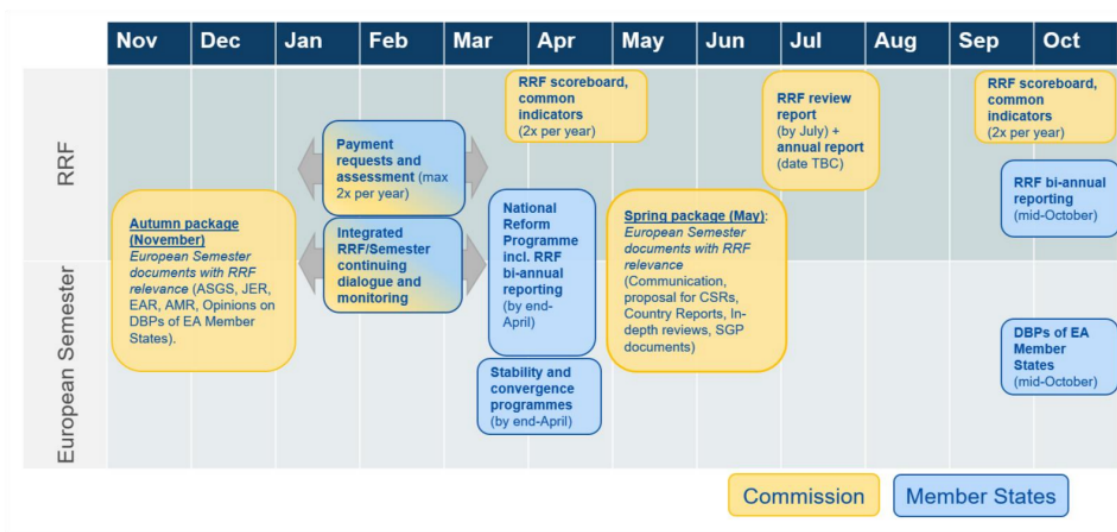 Nov Dec Jan Feb Mar Apr May Jun Jul Aug Sep Oct
RRF
European Semester
Autumn package
(November)
European Semester
documents with RRF
relevance (ASGS, JER,
EAR, AMR, Opinions on
DBPs of EA Member
States).
Payment
requests and
assessment (max
2x per year)
Integrated
RRF/Semester
continuing
dialogue and
monitoring
RRF scoreboard,
common
indicators
(2x per year)
National
Reform
Programme
incl. RRF
bi-annual
reporting
(by end-
April)
Stability and
convergence
programmes
(by end-April)
Spring package (May):
European Semester
documents with RRF
relevance
(Communication,
proposal for CSRs,
Country Reports, In-
depth reviews, SGP
documents)
RRF review
report
(by July) +
annual report
(date TBC)
RRF scoreboard,
common
indicators
(2x per year)
RRF bi-annual
reporting
(mid-October)
DBPs of EA
Member
States
(mid-October)
Commission
Member States